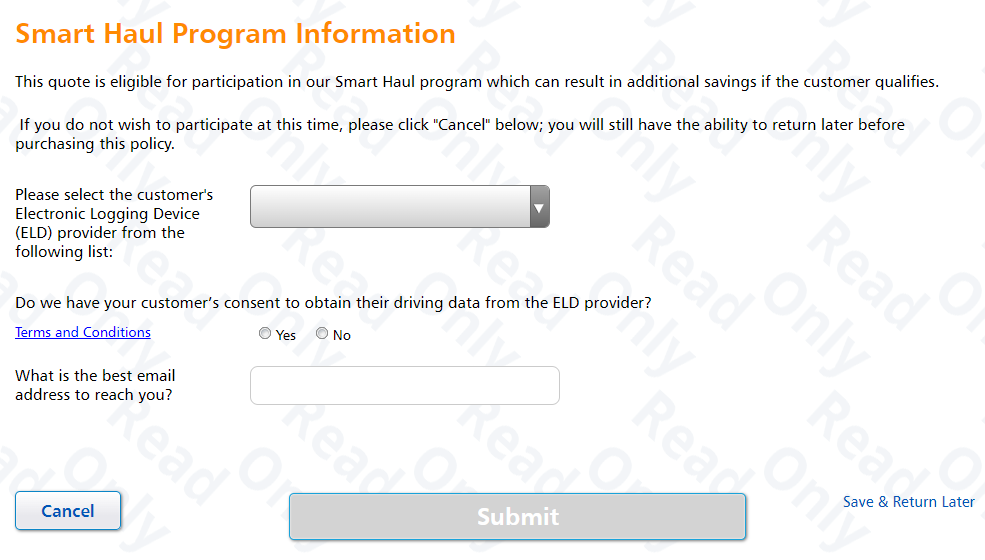 Smart Haul Program Information
This quote is eligible for participation in our Smart Haul program which can result in additional savings if the customer qualifies.
If you do not wish to participate at this time, please click "Cancel" below; you will still have the ability to return later before
purchasing this policy.
Please select the customer's
Electronic Logging Device
(ELD) provider from the
following list:
Do we have your customer's consent to obtain their driving data from the ELD provider?
Terms and Conditions
Yes No
What is the best email
address to reach you?
Cancel
Submit
Save & Return Later
Read Only